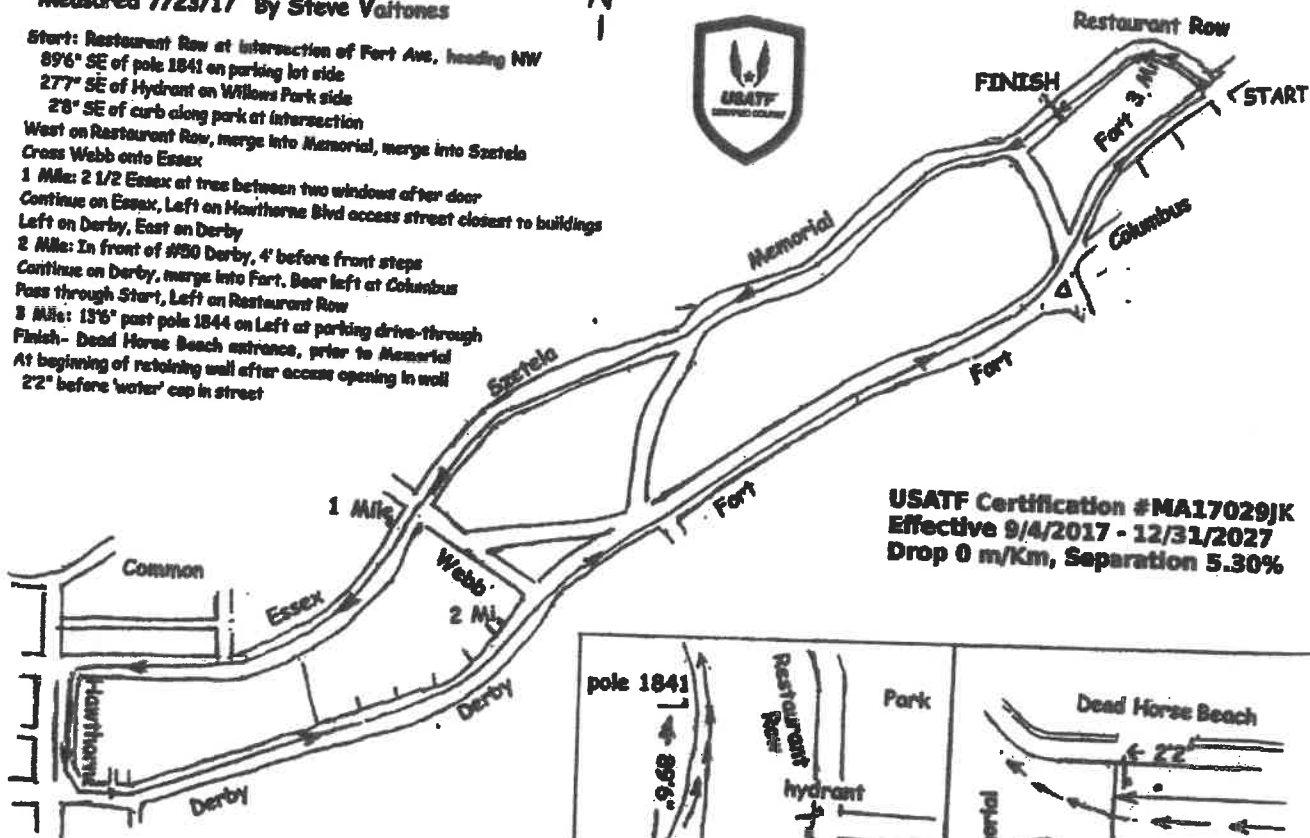 Measured 7/23/17 By Steve Vaitones
N
Start: Restaurant Row at intersection of Fort Ave, heading NW
89'6" SE of pole 1841 on parking lot side
27'7" SE of Hydrant on Willows Park side
2'8" SE of curb along park at intersection
West on Restaurant Row, merge into Memorial, merge into Szetela
Cross Webb onto Essex
1 Mile: 2 1/2 Essex at tree between two windows after door
Continue on Essex, Left on Hawthorne Blvd access street closest to buildings
Left on Derby, East on Derby
2 Mile: In front of #50 Derby, 4' before front steps
Continue on Derby, merge into Fort. Bear left at Columbus
Pass through Start, Left on Restaurant Row
3 Mile: 13'6" past pole 1844 on Left at parking drive-through
Finish- Dead Horse Beach entrance, prior to Memorial
At beginning of retaining wall after access opening in wall
2'2" before 'water' cap in street
USATF
CERTIFIED COURSE
Restaurant Row
FINISH
3 Mi
START
Fort
Columbus
Memorial
Szetela
Fort
Fort
1 Mile
Webb
2 Mi.
Common
Essex
Hawthorne
Derby
Derby
USATF Certification #MA17029JK
Effective 9/4/2017 - 12/31/2027
Drop 0 m/Km, Separation 5.30%
pole 1841
89'6"
Restaurant
Row
Park
hydrant
Dead Horse Beach
2'2"
orial